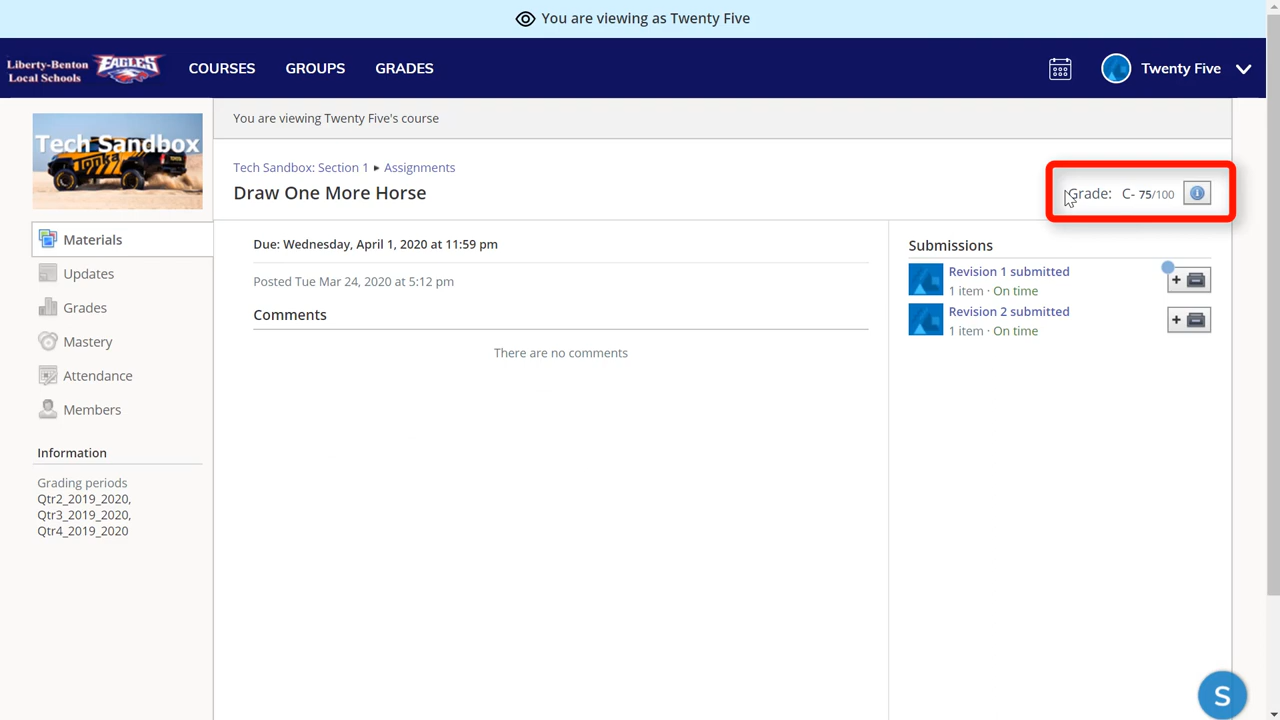 You are viewing as Twenty Five
Liberty-Benton
Local Schools
EAGLES
COURSES
GROUPS
GRADES
Twenty Five
Tech Sandbox
Tonka
You are viewing Twenty Five's course
Tech Sandbox: Section 1 ▸ Assignments
Draw One More Horse
Grade: C- 75/100
Materials
Updates
Grades
Mastery
Attendance
Members
Information
Grading periods
Qtr2_2019_2020,
Qtr3_2019_2020,
Qtr4_2019_2020
Due: Wednesday, April 1, 2020 at 11:59 pm
Posted Tue Mar 24, 2020 at 5:12 pm
Comments
There are no comments
Submissions
Revision 1 submitted
1 item · On time
+
Revision 2 submitted
1 item · On time
+
S